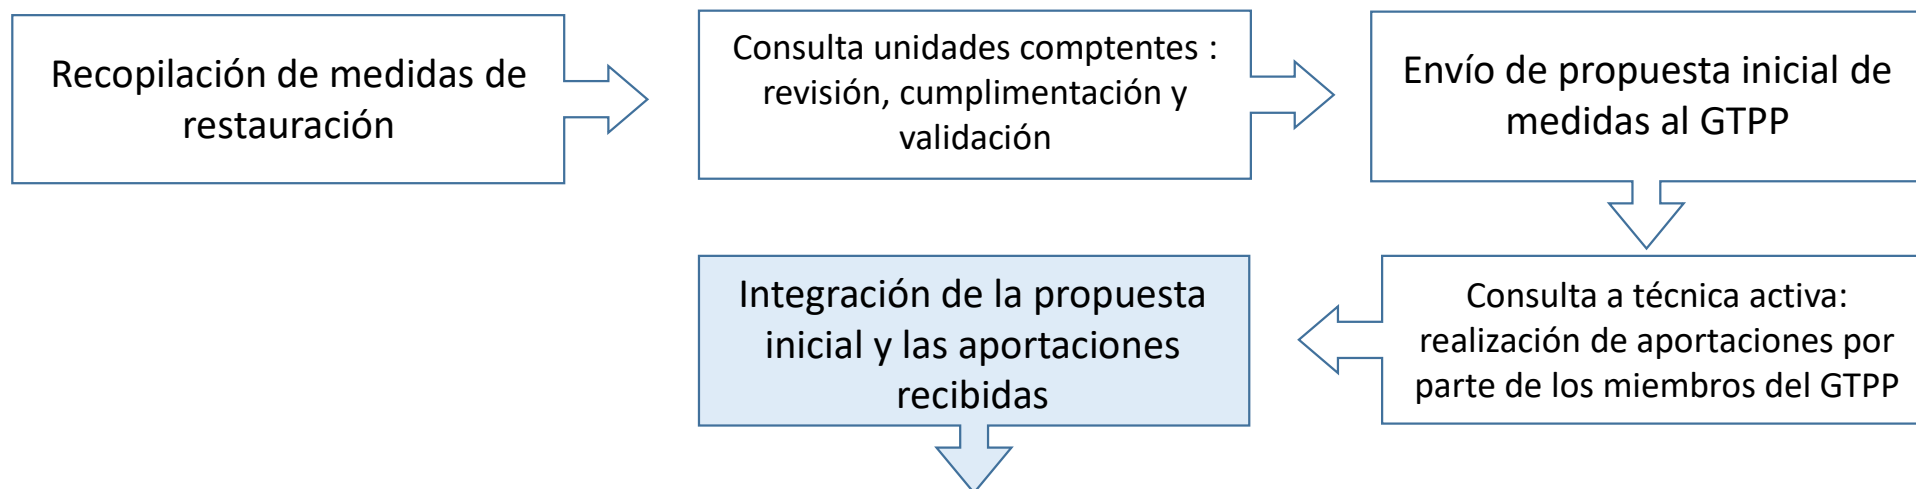 Recopilación de medidas de
restauración
Consulta unidades comptentes :
revisión, cumplimentación y
validación
Envío de propuesta inicial de
medidas al GTPP
Consulta a técnica activa:
realización de aportaciones por
parte de los miembros del GTPP
Integración de la propuesta
inicial y las aportaciones
recibidas